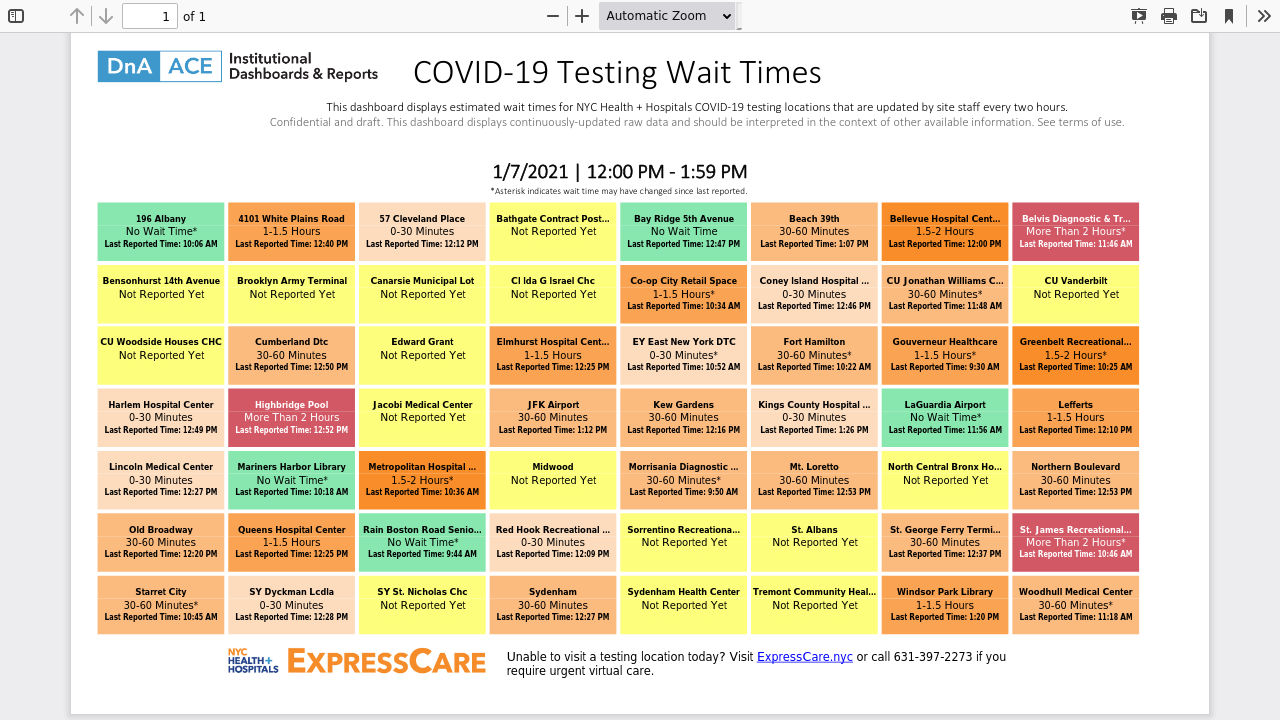 1 of 1 Automatic Zoom
DnA ACE Institutional
Dashboards & Reports
COVID-19 Testing Wait Times
This dashboard displays estimated wait times for NYC Health + Hospitals COVID-19 testing locations that are updated by site staff every two hours.
Confidential and draft. This dashboard displays continuously-updated raw data and should be interpreted in the context of other available information. See terms of use.
1/7/2021 | 12:00 PM - 1:59 PM
*Asterisk indicates wait time may have changed since last reported.
196 Albany
No Wait Time*
Last Reported Time: 10:06 AM
4101 White Plains Road
1-1.5 Hours
Last Reported Time: 12:40 PM
57 Cleveland Place
0-30 Minutes
Last Reported Time: 12:12 PM
Bathgate Contract Post...
Not Reported Yet
Bay Ridge 5th Avenue
No Wait Time
Last Reported Time: 12:47 PM
Beach 39th
30-60 Minutes
Last Reported Time: 1:07 PM
Bellevue Hospital Cent...
1.5-2 Hours
Last Reported Time: 12:00 PM
Belvis Diagnostic & Tr...
More Than 2 Hours*
Last Reported Time: 11:46 AM
Bensonhurst 14th Avenue
Not Reported Yet
Brooklyn Army Terminal
Not Reported Yet
Canarsie Municipal Lot
Not Reported Yet
CI Ida G Israel Chc
Not Reported Yet
Co-op City Retail Space
1-1.5 Hours*
Last Reported Time: 10:34 AM
Coney Island Hospital ...
0-30 Minutes
Last Reported Time: 12:46 PM
CU Jonathan Williams C...
30-60 Minutes*
Last Reported Time: 11:48 AM
CU Vanderbilt
Not Reported Yet
CU Woodside Houses CHC
Not Reported Yet
Cumberland Dtc
30-60 Minutes
Last Reported Time: 12:50 PM
Edward Grant
Not Reported Yet
Elmhurst Hospital Cent...
1-1.5 Hours
Last Reported Time: 12:25 PM
EY East New York DTC
0-30 Minutes*
Last Reported Time: 10:52 AM
Fort Hamilton
30-60 Minutes*
Last Reported Time: 10:22 AM
Gouverneur Healthcare
1-1.5 Hours*
Last Reported Time: 9:30 AM
Greenbelt Recreational...
1.5-2 Hours*
Last Reported Time: 10:25 AM
Harlem Hospital Center
0-30 Minutes
Last Reported Time: 12:49 PM
Highbridge Pool
More Than 2 Hours
Last Reported Time: 12:52 PM
Jacobi Medical Center
Not Reported Yet
JFK Airport
30-60 Minutes
Last Reported Time: 1:12 PM
Kew Gardens
30-60 Minutes
Last Reported Time: 12:16 PM
Kings County Hospital ...
0-30 Minutes
Last Reported Time: 1:26 PM
LaGuardia Airport
No Wait Time*
Last Reported Time: 11:56 AM
Lefferts
1-1.5 Hours
Last Reported Time: 12:10 PM
Lincoln Medical Center
0-30 Minutes
Last Reported Time: 12:27 PM
Mariners Harbor Library
No Wait Time*
Last Reported Time: 10:18 AM
Metropolitan Hospital ...
1.5-2 Hours*
Last Reported Time: 10:36 AM
Midwood
Not Reported Yet
Morrisania Diagnostic ...
30-60 Minutes*
Last Reported Time: 9:50 AM
Mt. Loretto
30-60 Minutes
Last Reported Time: 12:53 PM
North Central Bronx Ho...
Not Reported Yet
Northern Boulevard
30-60 Minutes
Last Reported Time: 12:53 PM
Old Broadway
30-60 Minutes
Last Reported Time: 12:20 PM
Queens Hospital Center
1-1.5 Hours
Last Reported Time: 12:25 PM
Rain Boston Road Senio...
No Wait Time*
Last Reported Time: 9:44 AM
Red Hook Recreational ...
0-30 Minutes
Last Reported Time: 12:09 PM
Sorrentino Recreationa...
Not Reported Yet
St. Albans
Not Reported Yet
St. George Ferry Termi...
30-60 Minutes
Last Reported Time: 12:37 PM
St. James Recreational...
More Than 2 Hours*
Last Reported Time: 10:46 AM
Starret City
30-60 Minutes*
Last Reported Time: 10:45 AM
SY Dyckman Lcdla
0-30 Minutes
Last Reported Time: 12:28 PM
SY St. Nicholas Chc
Not Reported Yet
Sydenham
30-60 Minutes
Last Reported Time: 12:27 PM
Sydenham Health Center
Not Reported Yet
Tremont Community Heal...
Not Reported Yet
Windsor Park Library
1-1.5 Hours
Last Reported Time: 1:20 PM
Woodhull Medical Center
30-60 Minutes*
Last Reported Time: 11:18 AM
NYC
HEALTH+
HOSPITALS
EXPRESSCARE
Unable to visit a testing location today? Visit ExpressCare.nyc or call 631-397-2273 if you
require urgent virtual care.